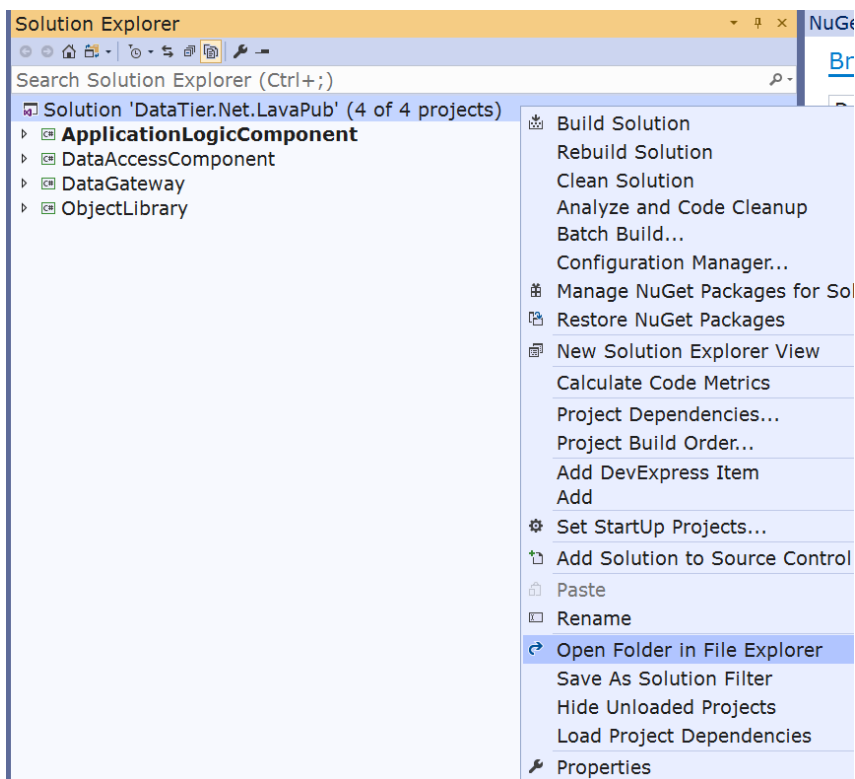 Solution Explorer
NuGe
Br
Search Solution Explorer (Ctrl+;)
Solution 'DataTier.Net.LavaPub' (4 of 4 projects)
ApplicationLogicComponent
DataAccessComponent
DataGateway
ObjectLibrary
Build Solution
Rebuild Solution
Clean Solution
Analyze and Code Cleanup
Batch Build...
Configuration Manager...
Manage NuGet Packages for Sol
Restore NuGet Packages
New Solution Explorer View
Calculate Code Metrics
Project Dependencies...
Project Build Order...
Add DevExpress Item
Add
Set StartUp Projects...
Add Solution to Source Control
Paste
Rename
Open Folder in File Explorer
Save As Solution Filter
Hide Unloaded Projects
Load Project Dependencies
Properties